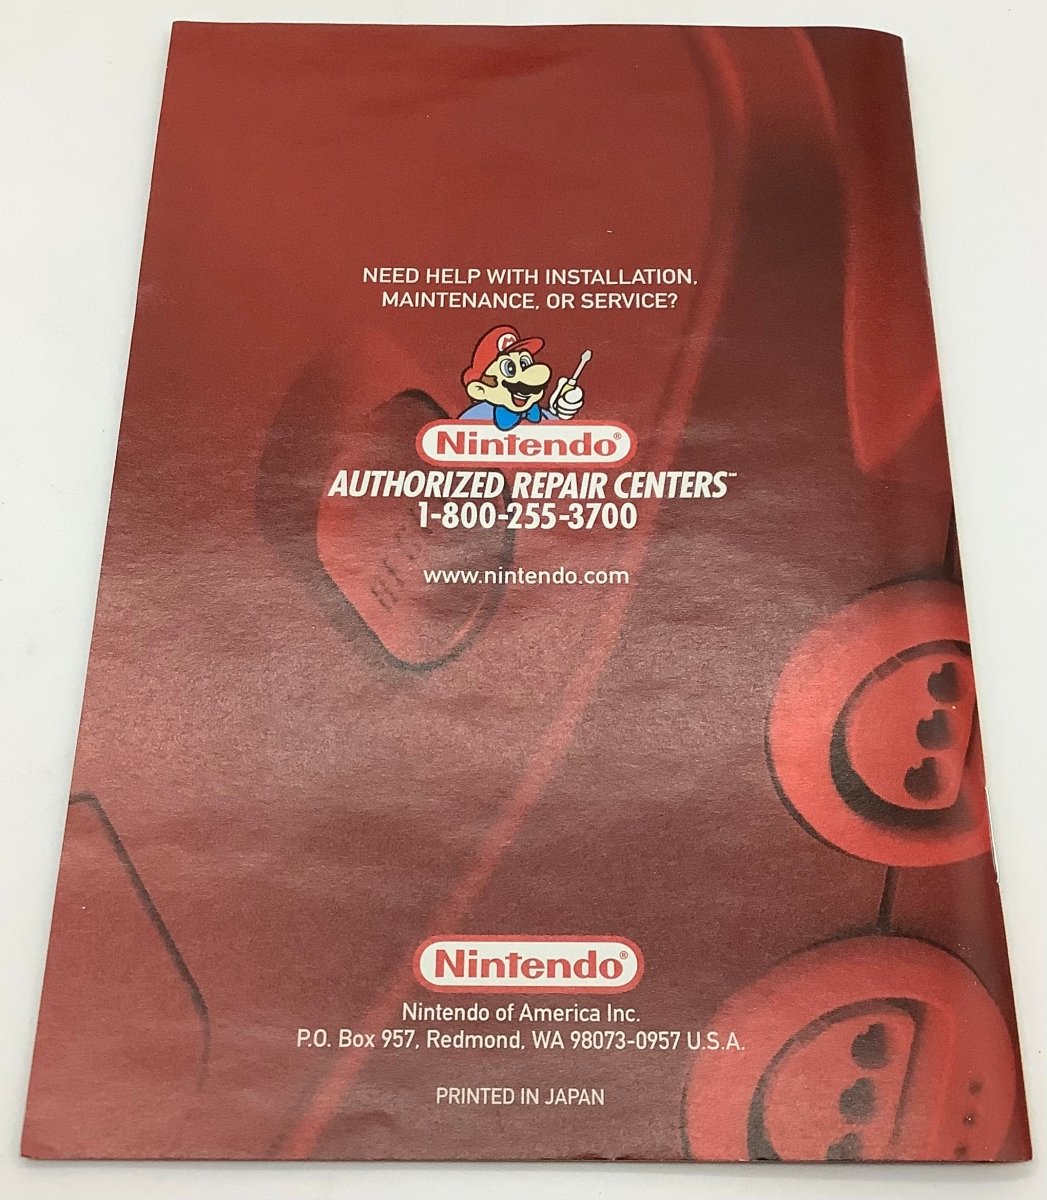 NEED HELP WITH INSTALLATION,
MAINTENANCE, OR SERVICE?
M
Nintendo®
AUTHORIZED REPAIR CENTERS℠
1-800-255-3700
www.nintendo.com
Nintendo®
Nintendo of America Inc.
P.O. Box 957, Redmond, WA 98073-0957 U.S.A.
PRINTED IN JAPAN